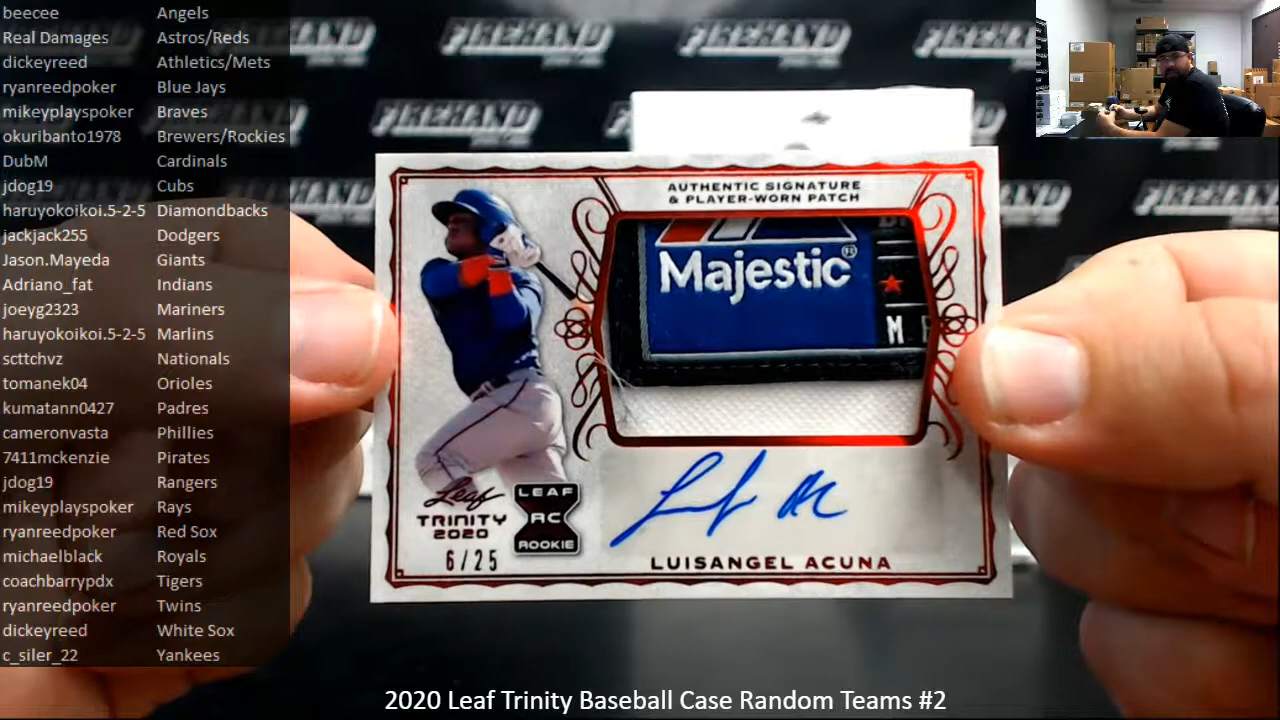 beecee Angels
Real Damages Astros/Reds
dickeyreed Athletics/Mets
ryanreedpoker Blue Jays
mikeyplayspoker Braves
okuribanto1978 Brewers/Rockies
DubM Cardinals
jdog19 Cubs
haruyokoikoi.5-2-5 Diamondbacks
jackjack255 Dodgers
Jason.Mayeda Giants
Adriano_fat Indians
joeyg2323 Mariners
haruyokoikoi.5-2-5 Marlins
scttchvz Nationals
tomanek04 Orioles
kumatann0427 Padres
cameronvasta Phillies
7411mckenzie Pirates
jdog19 Rangers
mikeyplayspoker Rays
ryanreedpoker Red Sox
michaelblack Royals
coachbarrypdx Tigers
ryanreedpoker Twins
dickeyreed White Sox
c_siler_22 Yankees
FIREHAND
FIREHAND
AUTHENTIC SIGNATURE
& PLAYER-WORN PATCH
Majestic®
M
Leaf
TRINITY
2020
6/25
LEAF
RC
ROOKIE
LUISANGEL ACUNA
2020 Leaf Trinity Baseball Case Random Teams #2